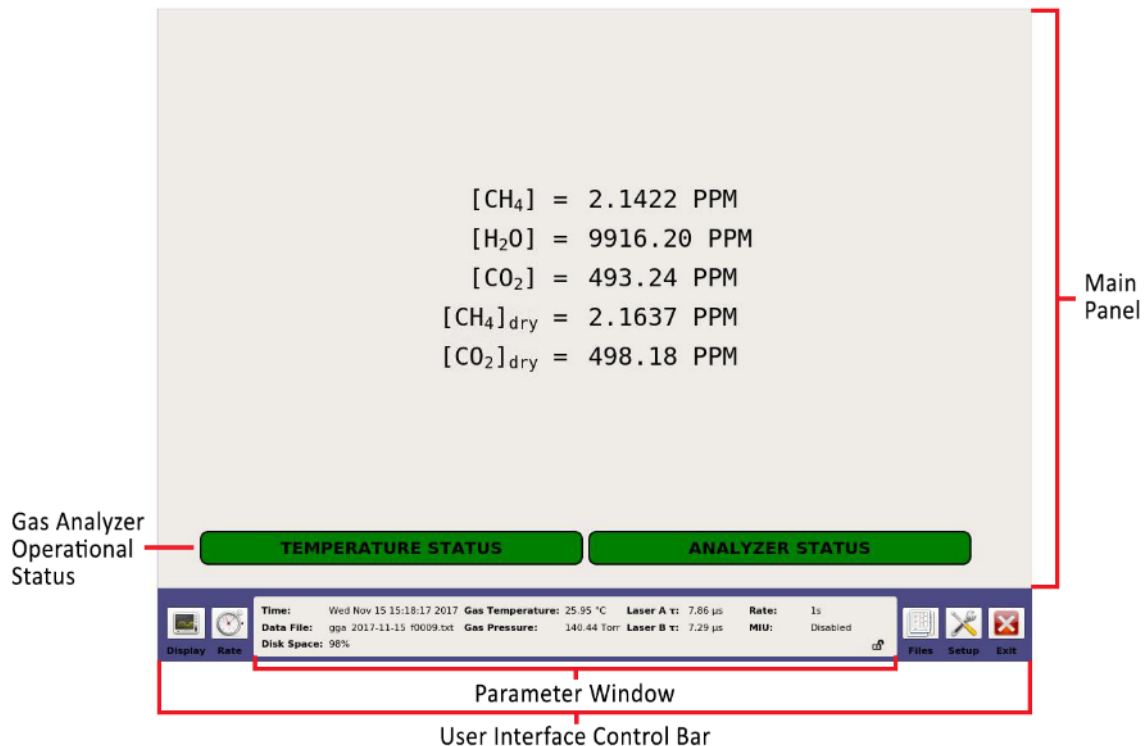 [CH₄] = 2.1422 PPM
[H₂O] = 9916.20 PPM
[CO₂] = 493.24 PPM
[CH₄]dry = 2.1637 PPM
[CO₂]dry = 498.18 PPM
Main
Panel
Gas Analyzer
Operational
Status
TEMPERATURE STATUS ANALYZER STATUS
Time: Wed Nov 15 15:18:17 2017 Gas Temperature: 25.95 °C Laser A τ: 7.86 µs Rate: 1s
Data File: gga 2017-11-15 f0009.txt Gas Pressure: 140.44 Torr Laser B τ: 7.29 µs MIU: Disabled
Disk Space: 98%
Display Rate Files Setup Exit
Parameter Window
User Interface Control Bar